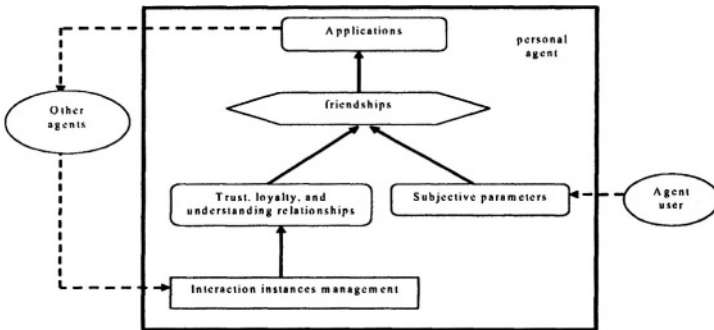 Applications
personal
agent
Other
agents
friendships
Trust, loyalty, and
understanding relationships
Subjective parameters
Agent
user
Interaction instances management